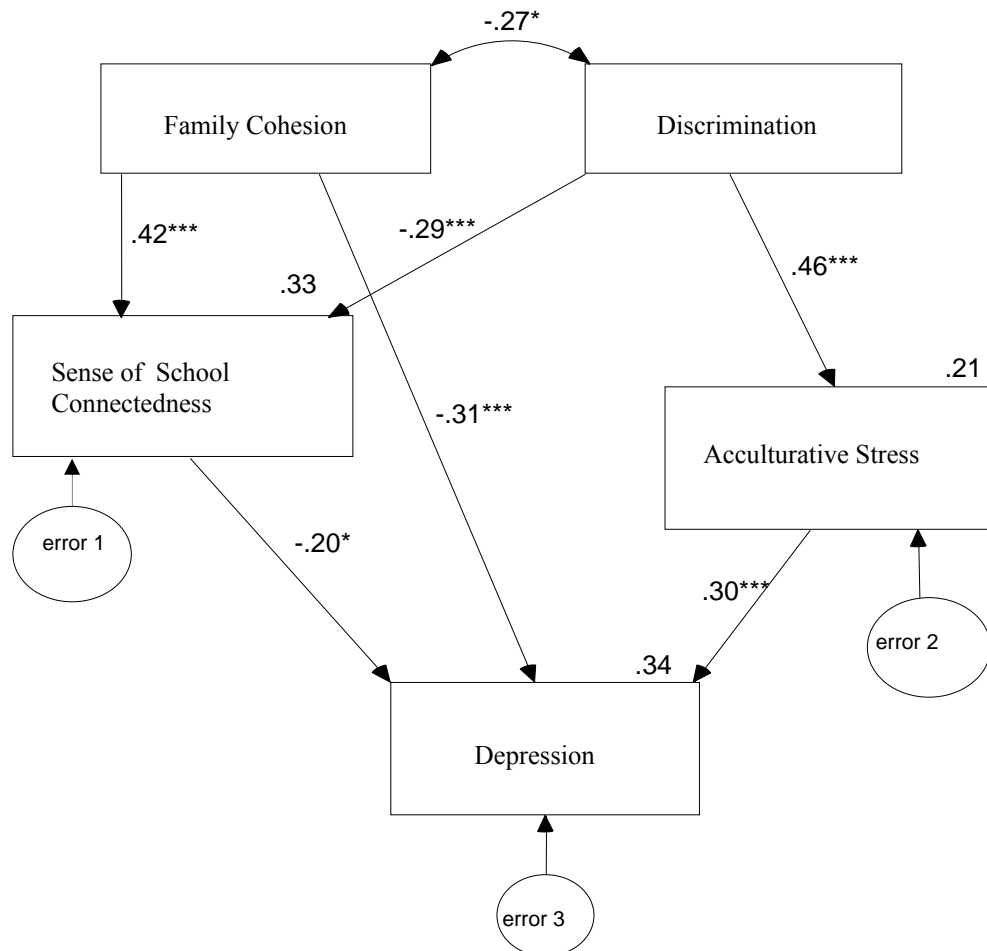 -.27*
Family Cohesion
Discrimination
.42***
-.29***
.46***
.33
Sense of School
Connectedness
.21
-.31***
Acculturative Stress
error 1
-.20*
.30***
error 2
.34
Depression
error 3